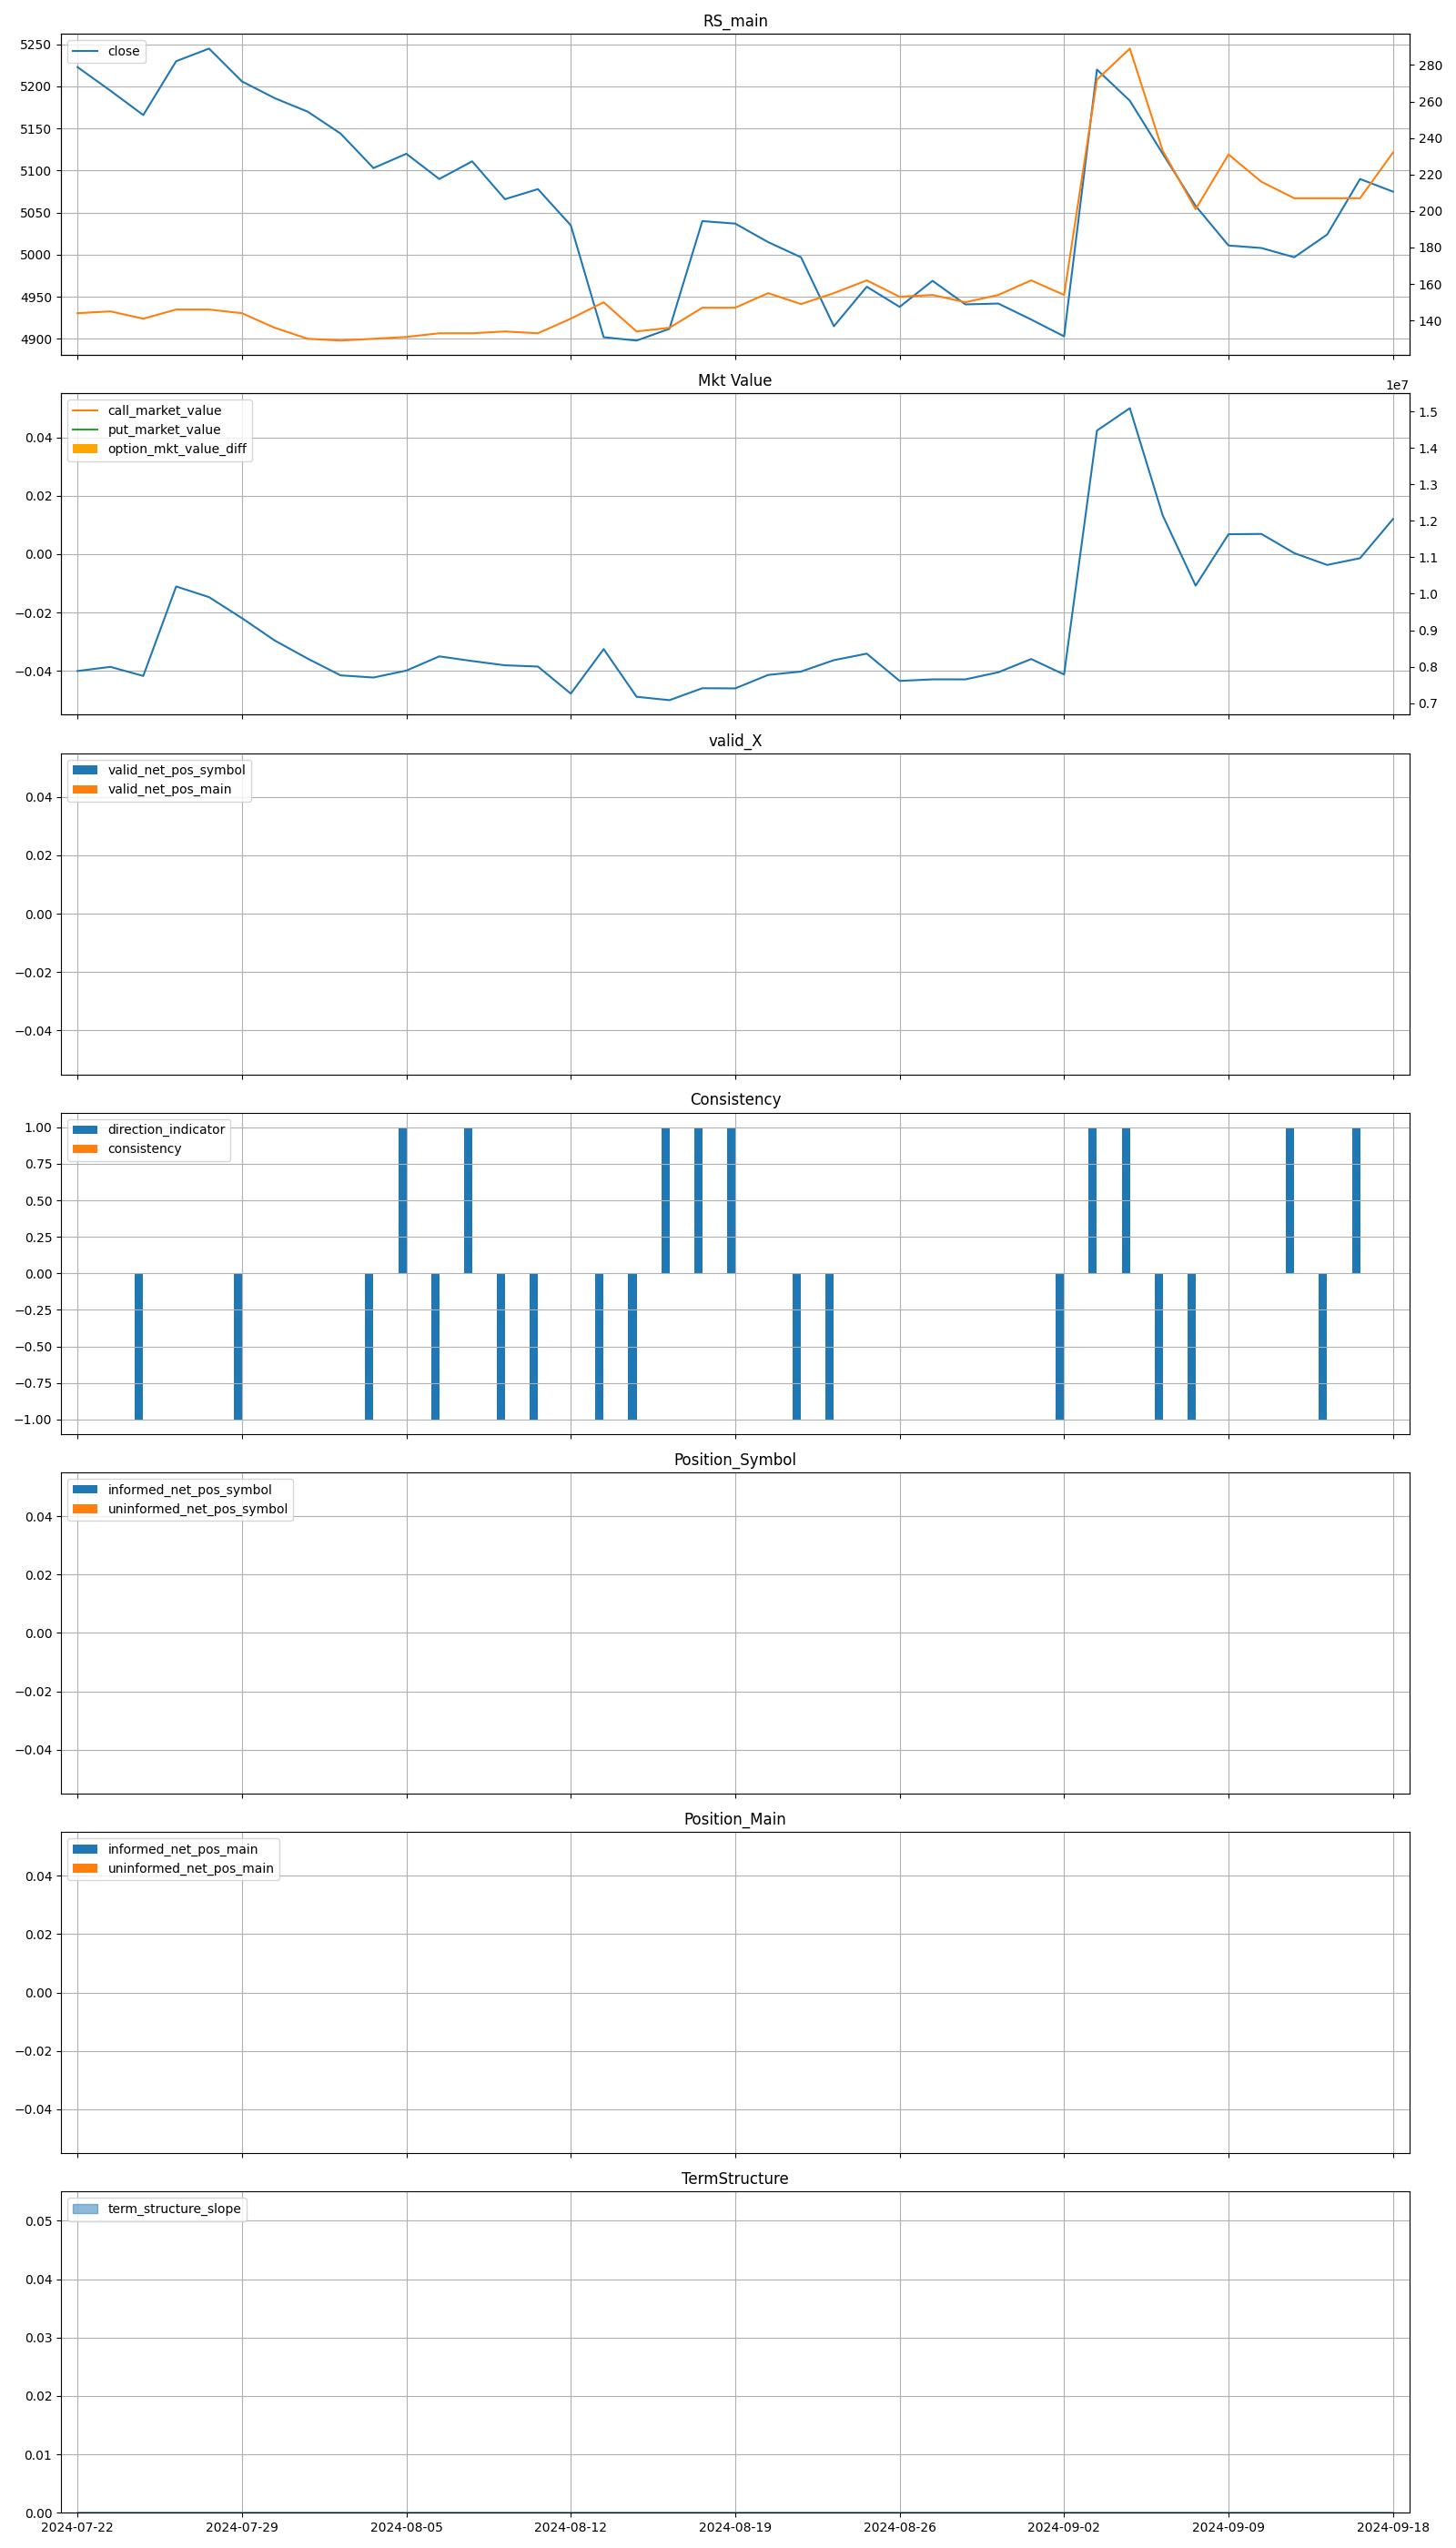 RS_main
close
5250
5200
5150
5100
5050
5000
4950
4900
280
260
240
220
200
180
160
140
Mkt Value
1e7
call_market_value
put_market_value
option_mkt_value_diff
0.04
0.02
0.00
−0.02
−0.04
1.5
1.4
1.3
1.2
1.1
1.0
0.9
0.8
0.7
valid_X
valid_net_pos_symbol
valid_net_pos_main
0.04
0.02
0.00
−0.02
−0.04
Consistency
direction_indicator
consistency
1.00
0.75
0.50
0.25
0.00
−0.25
−0.50
−0.75
−1.00
Position_Symbol
informed_net_pos_symbol
uninformed_net_pos_symbol
0.04
0.02
0.00
−0.02
−0.04
Position_Main
informed_net_pos_main
uninformed_net_pos_main
0.04
0.02
0.00
−0.02
−0.04
TermStructure
term_structure_slope
0.05
0.04
0.03
0.02
0.01
0.00
2024-07-22 2024-07-29 2024-08-05 2024-08-12 2024-08-19 2024-08-26 2024-09-02 2024-09-09 2024-09-18